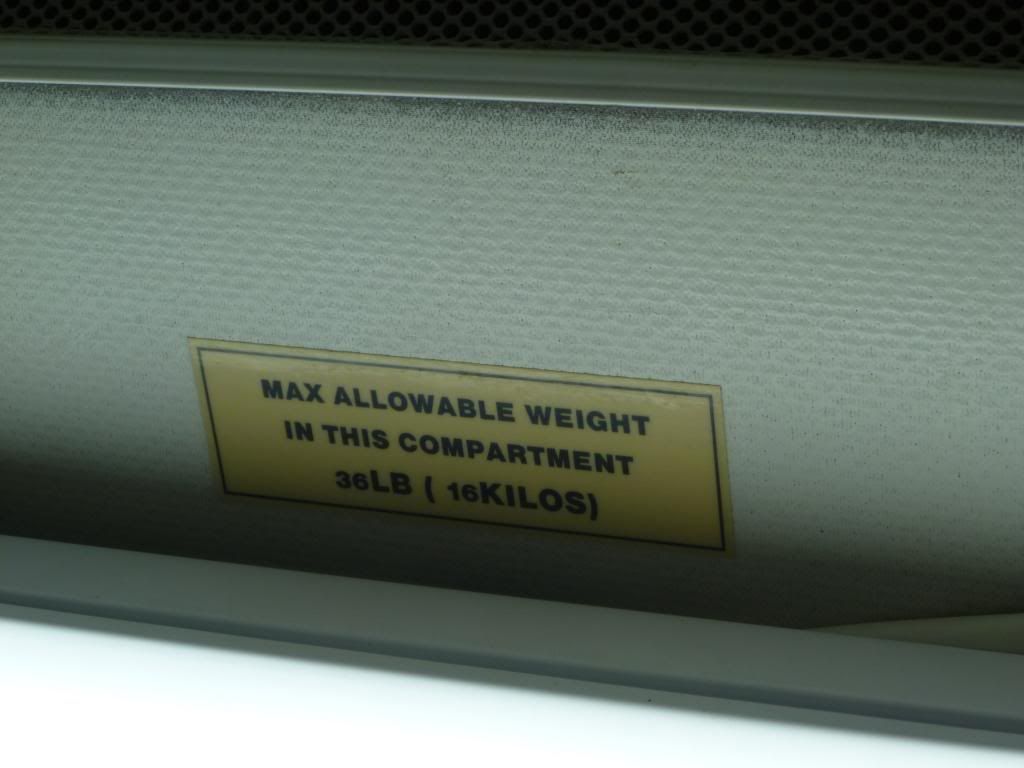 MAX ALLOWABLE WEIGHT
IN THIS COMPARTMENT
36LB ( 16KILOS)